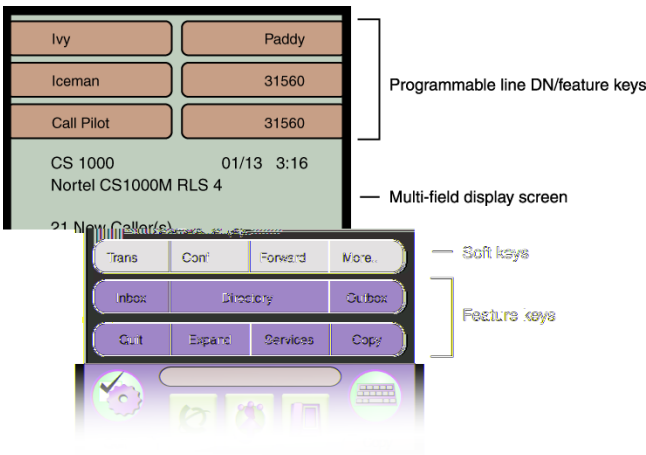 Ivy Paddy
Iceman 31560
Programmable line DN/feature keys
Call Pilot 31560
CS 1000 01/13 3:16
Nortel CS1000M RLS 4
Multi-field display screen
21 New Caller(s)
Trans Conf Forward More..
Soft keys
Inbox Directory Outbox
Feature keys
Quit Expand Services Copy